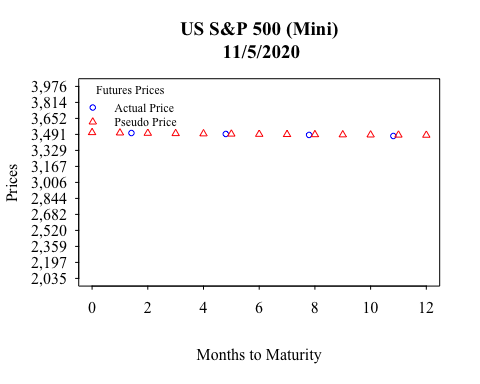 US S&P 500 (Mini)
11/5/2020
Futures Prices
Actual Price
Pseudo Price
Prices
3,976
3,814
3,652
3,491
3,329
3,167
3,006
2,844
2,682
2,520
2,359
2,197
2,035
0 2 4 6 8 10 12
Months to Maturity